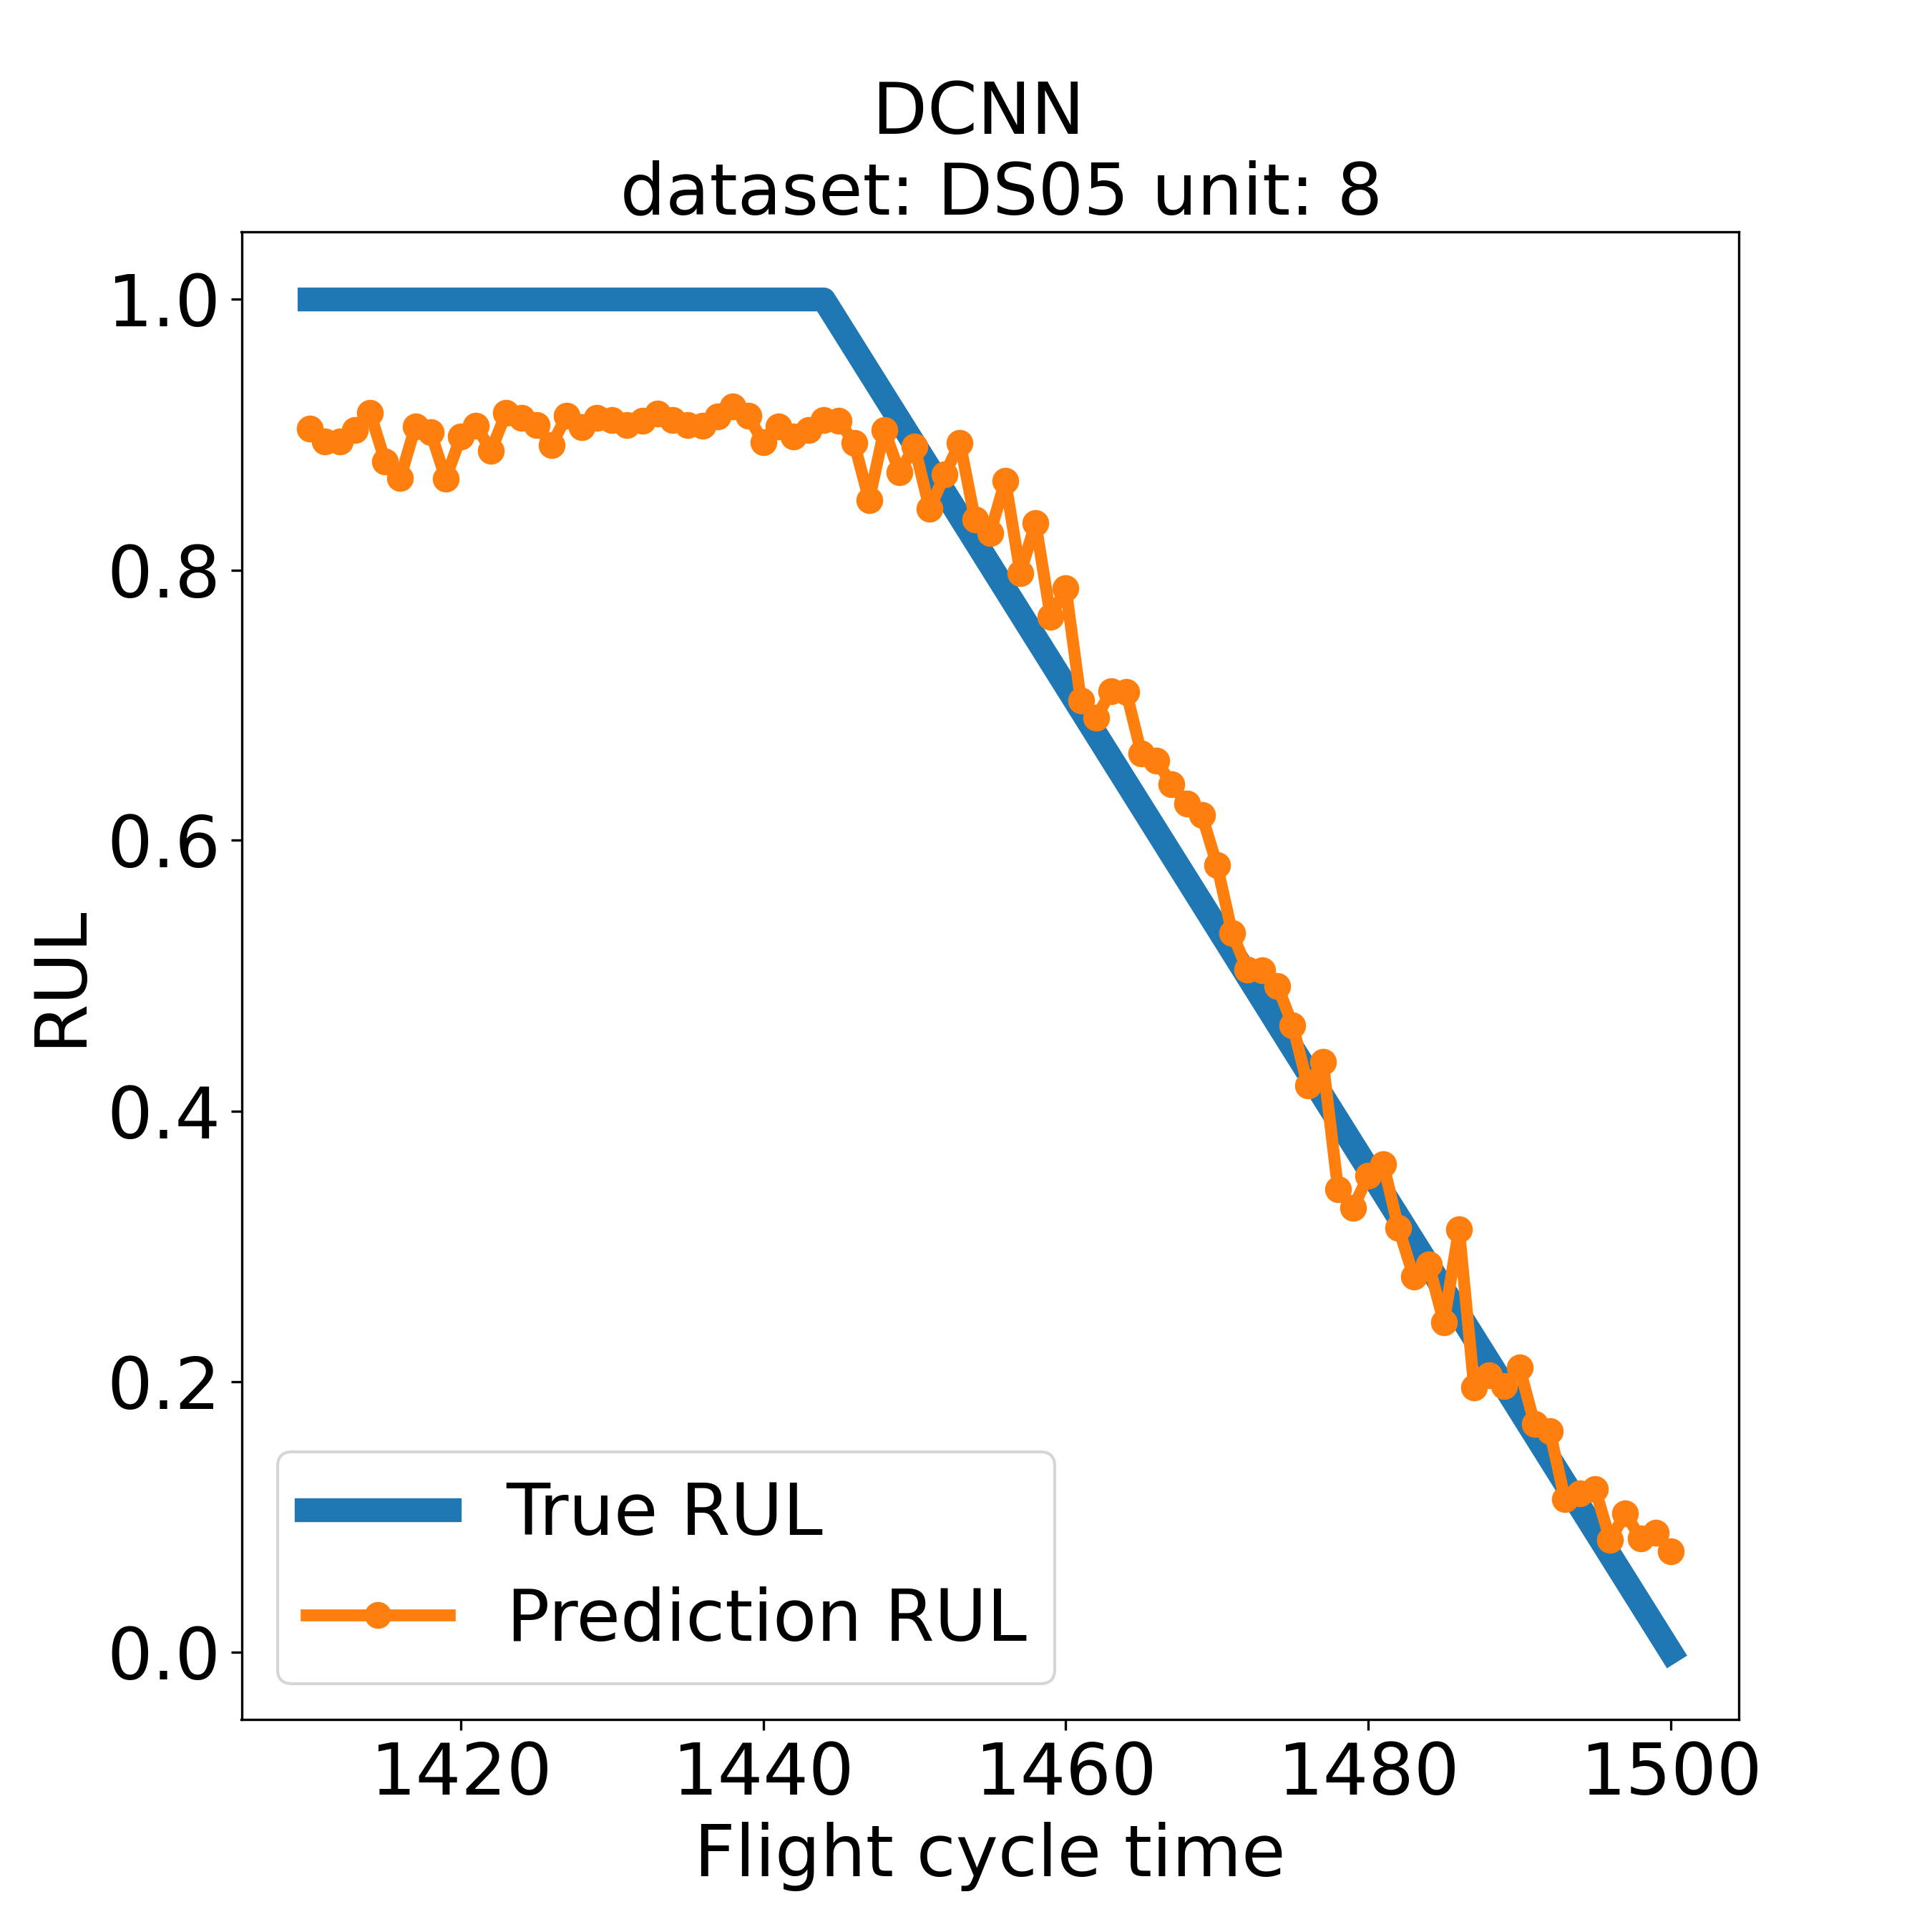 DCNN
dataset: DS05 unit: 8
1.0
0.8
0.6
0.4
0.2
0.0
RUL
True RUL
Prediction RUL
1420 1440 1460 1480 1500
Flight cycle time